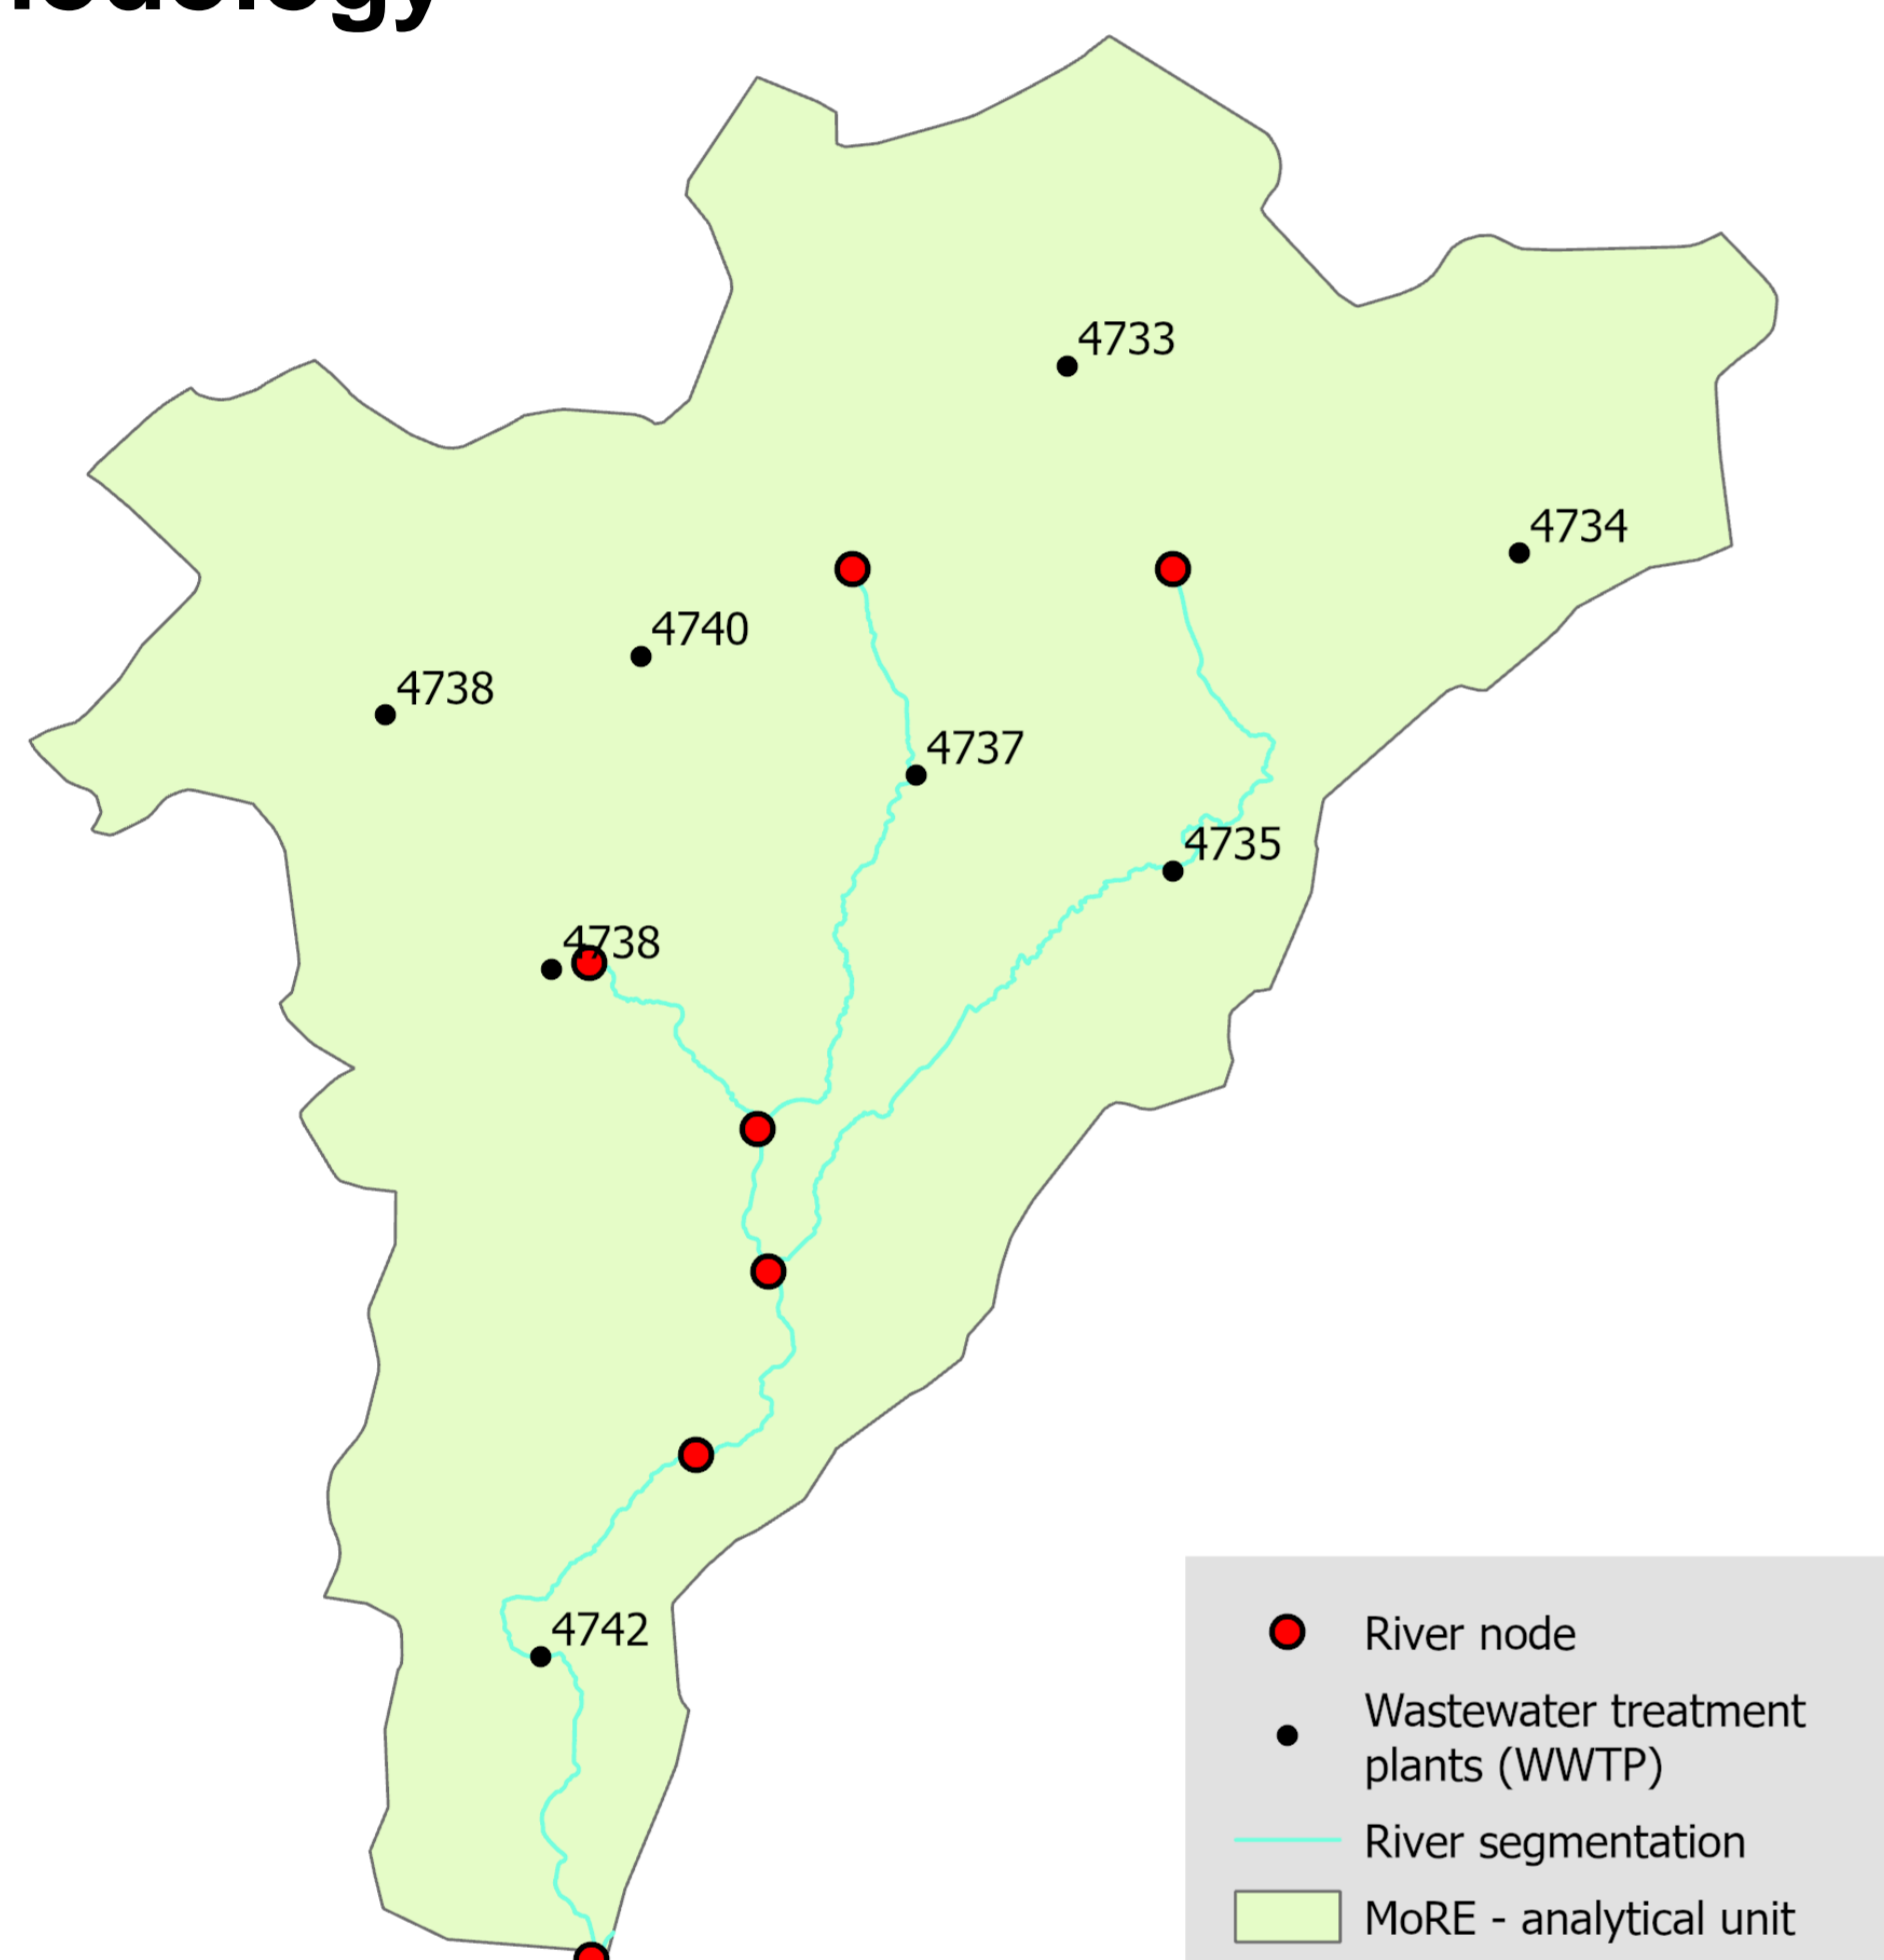 4733
4734
4740
4738
4737
4735
4738
4742
River node
Wastewater treatment
plants (WWTP)
River segmentation
MoRE - analytical unit